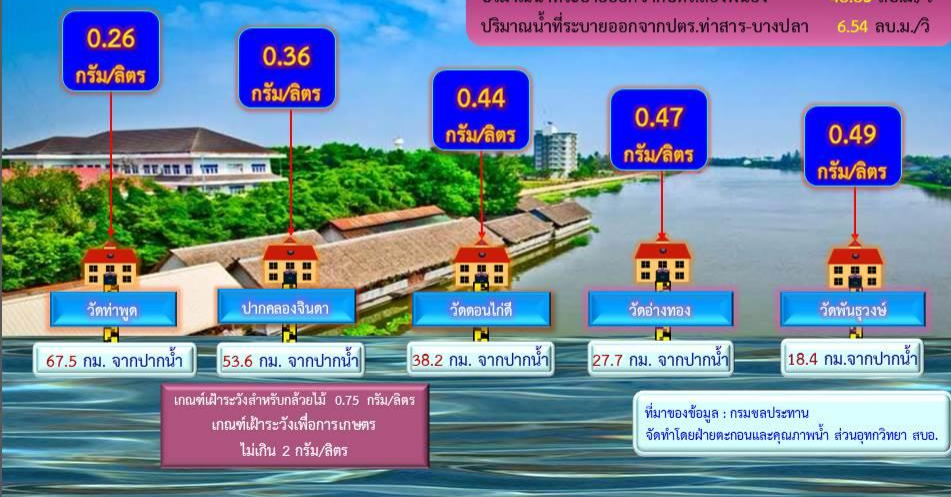 ปริมาณน้ำที่ระบายออกจากปตร.ท่าสาร-บางปลา 6.54 ลบ.ม./วิ
0.26
กรัม/ลิตร
0.36
กรัม/ลิตร
0.44
กรัม/ลิตร
0.47
กรัม/ลิตร
0.49
กรัม/ลิตร
วัดท่าพูด
ปากคลองจินดา
วัดดอนไก่ดี
วัดอ่างทอง
วัดพันธุวงษ์
67.5 กม. จากปากน้ำ
53.6 กม. จากปากน้ำ
38.2 กม. จากปากน้ำ
27.7 กม. จากปากน้ำ
18.4 กม.จากปากน้ำ
เกณฑ์เฝ้าระวังสำหรับกล้วยไม้ 0.75 กรัม/ลิตร
เกณฑ์เฝ้าระวังเพื่อการเกษตร
ไม่เกิน 2 กรัม/ลิตร
ที่มาของข้อมูล : กรมชลประทาน
จัดทำโดยฝ่ายตะกอนและคุณภาพน้ำ ส่วนอุทกวิทยา สบอ.